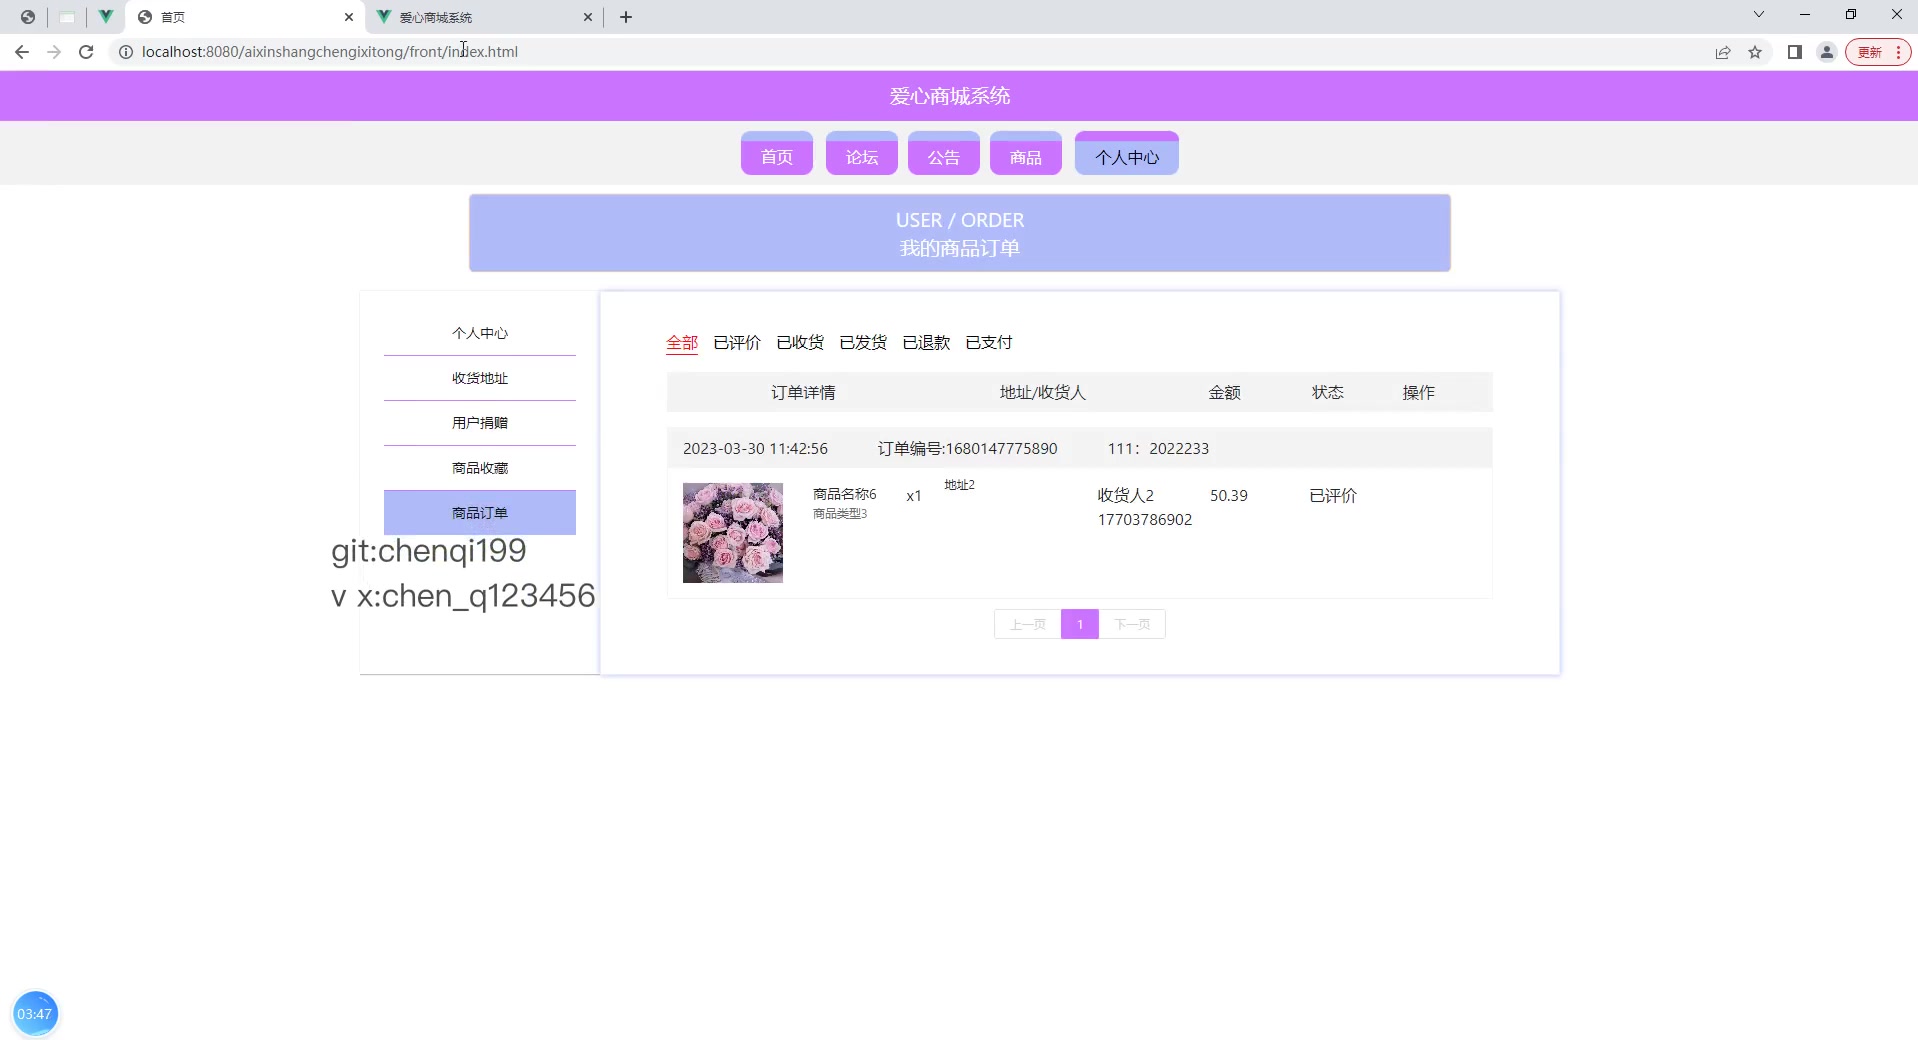 首页
爱心商城系统
localhost:8080/aixinshangchengixitong/front/index.html
更新
爱心商城系统
首页 论坛 公告 商品 个人中心
USER / ORDER
我的商品订单
个人中心
收货地址
用户捐赠
商品收藏
商品订单
git:chenqi199
v x:chen_q123456
全部 已评价 已收货 已发货 已退款 已支付
订单详情 地址/收货人 金额 状态 操作
2023-03-30 11:42:56 订单编号:1680147775890 111：2022233
商品名称6 x1 地址2 收货人2 50.39 已评价
商品类型3 17703786902
上一页 1 下一页
03:47